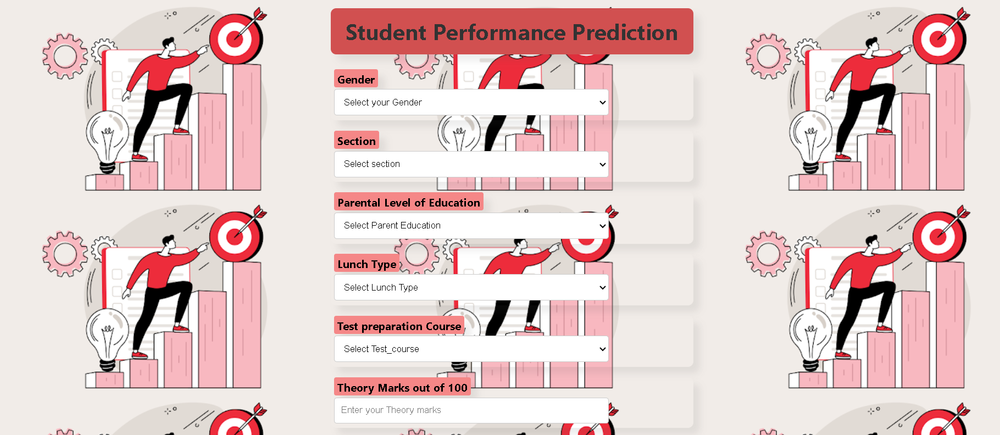 Student Performance Prediction
Gender
Select your Gender
Section
Select section
Parental Level of Education
Select Parent Education
Lunch Type
Select Lunch Type
Test preparation Course
Select Test_course
Theory Marks out of 100
Enter your Theory marks